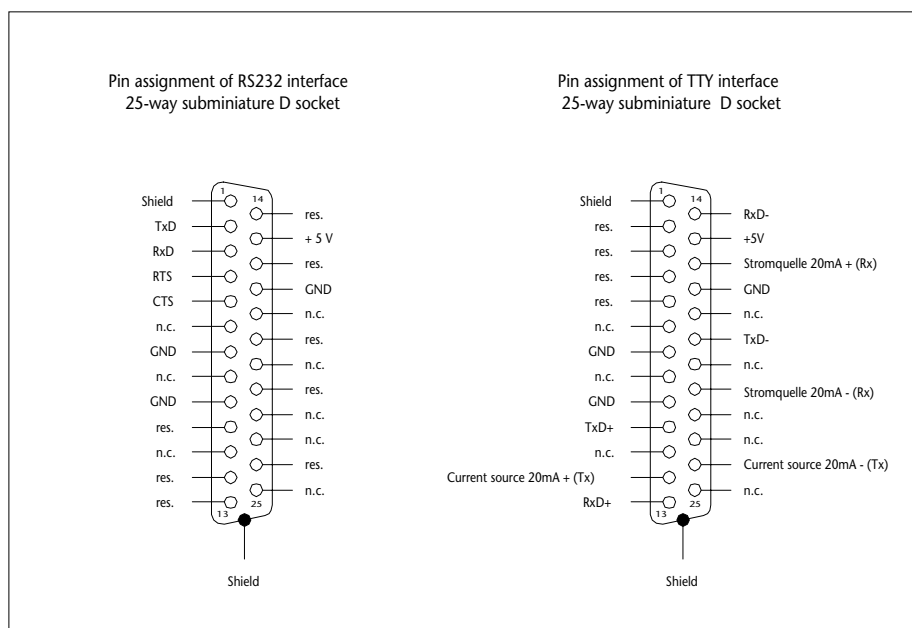 Pin assignment of RS232 interface
25-way subminiature D socket
Shield
TxD
RxD
RTS
CTS
n.c.
GND
n.c.
GND
res.
n.c.
res.
res.
1
14
13
25
res.
+ 5 V
res.
GND
n.c.
res.
n.c.
res.
n.c.
n.c.
res.
n.c.
Shield
Pin assignment of TTY interface
25-way subminiature D socket
Shield
res.
res.
res.
res.
n.c.
GND
n.c.
GND
TxD+
n.c.
Current source 20mA + (Tx)
RxD+
1
14
13
25
RxD-
+5V
Stromquelle 20mA + (Rx)
GND
n.c.
TxD-
n.c.
Stromquelle 20mA - (Rx)
n.c.
n.c.
Current source 20mA - (Tx)
n.c.
Shield